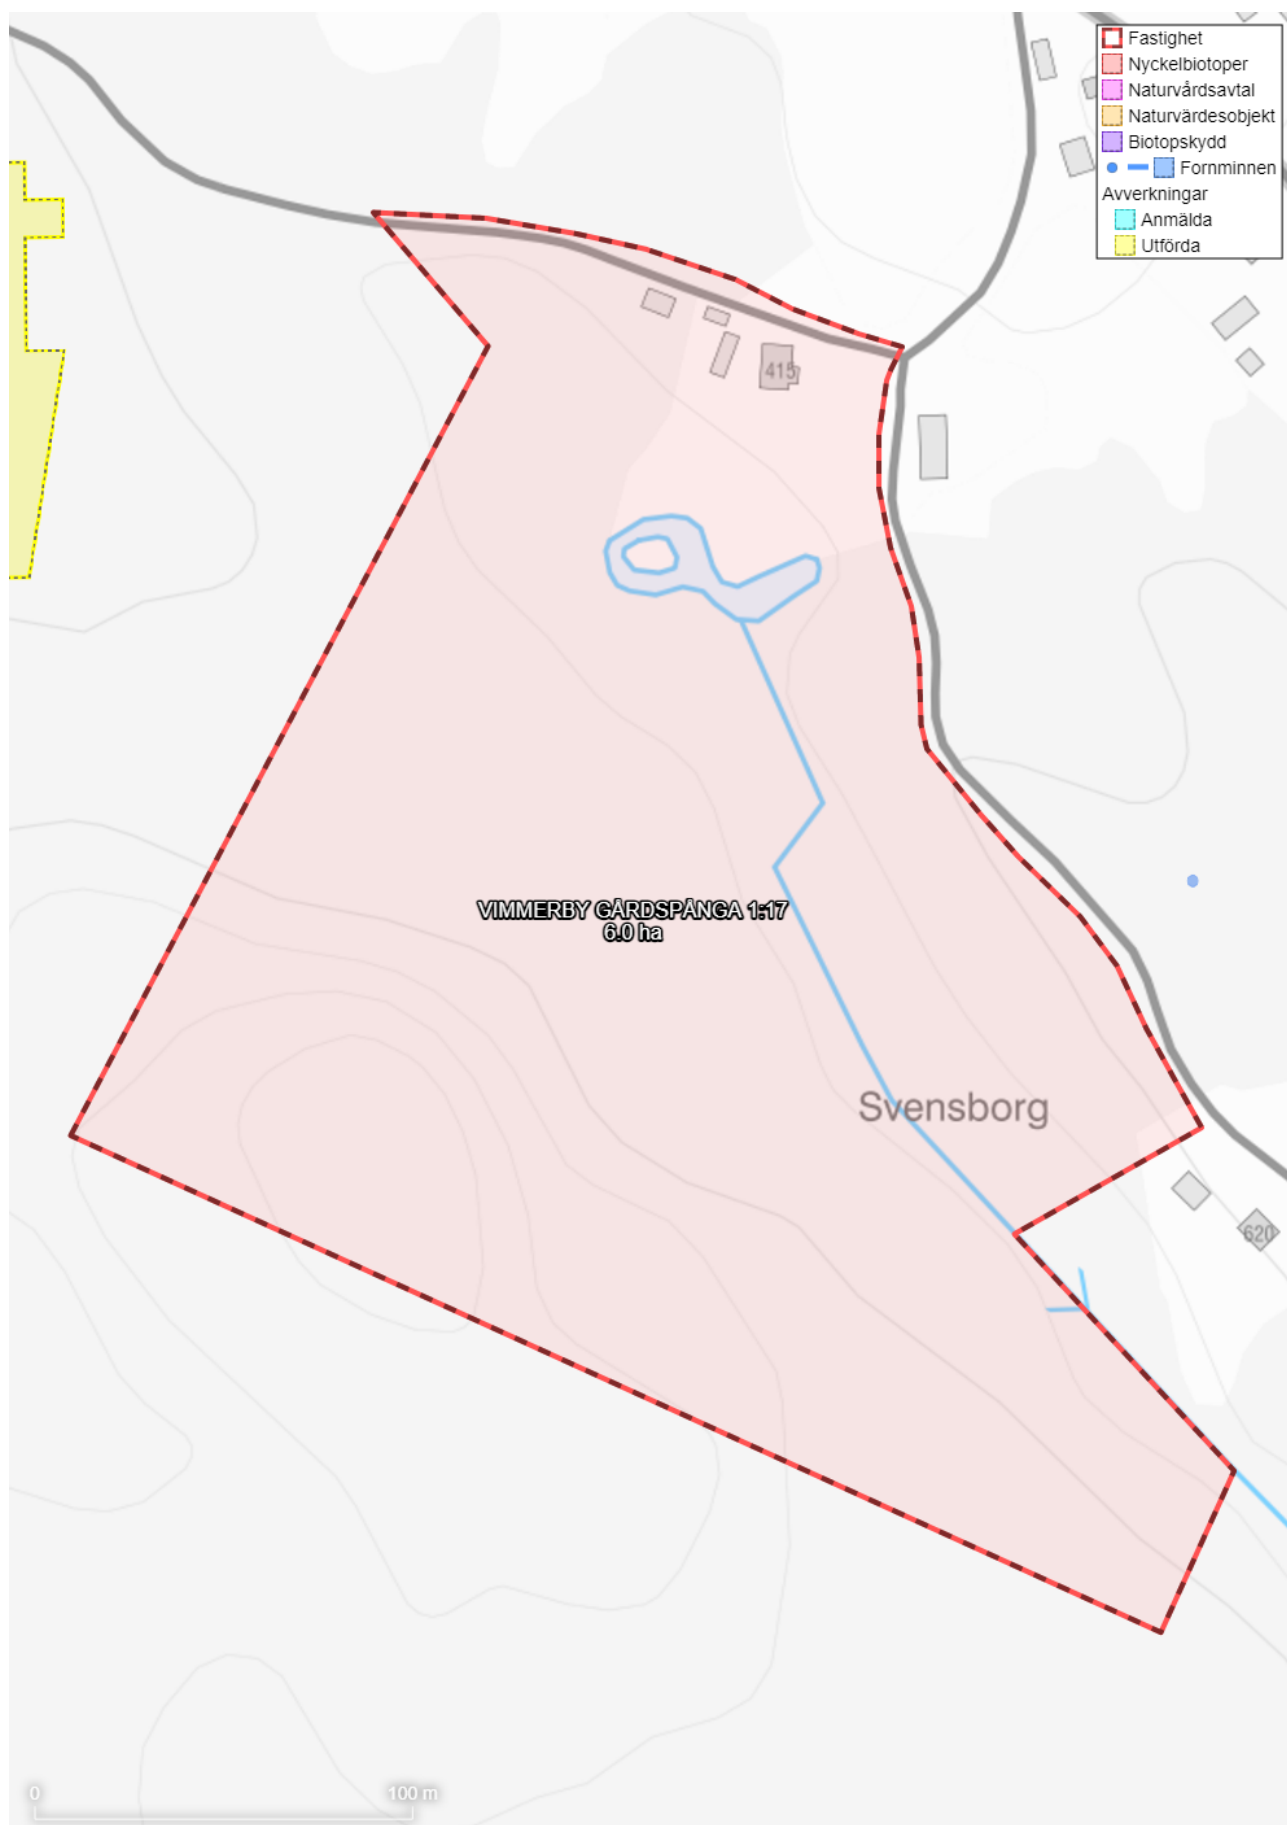 Fastighet
Nyckelbiotoper
Naturvårdsavtal
Naturvärdesobjekt
Biotopskydd
Fornminnen
Avverkningar
Anmälda
Utförda
415
VIMMERBY GÅRDSPÅNGA 1:17
6.0 ha
Svensborg
620
0 100 m